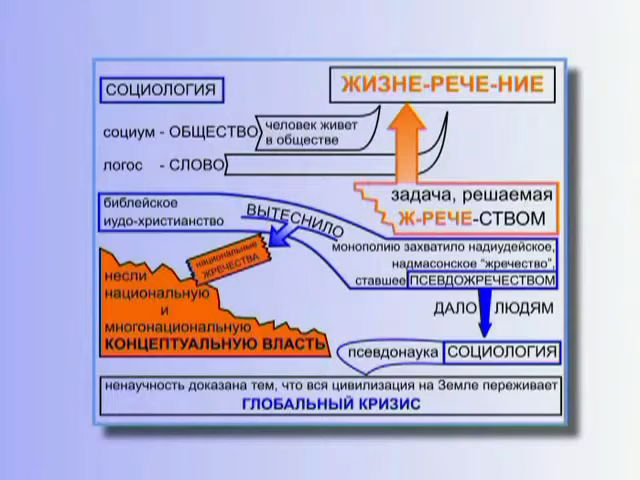 СОЦИОЛОГИЯ
ЖИЗНЕ-РЕЧЕ-НИЕ
социум - ОБЩЕСТВО
человек живет
в обществе
логос - СЛОВО
задача, решаемая
Ж-РЕЧЕ-СТВОМ
библейское
иудо-христианство
ВЫТЕСНИЛО
национальные
ЖРЕЧЕСТВА
монополию захватило надиудейское,
надмасонское “жречество”,
ставшее ПСЕВДОЖРЕЧЕСТВОМ
несли
национальную
и
многонациональную
КОНЦЕПТУАЛЬНУЮ ВЛАСТЬ
ДАЛО ЛЮДЯМ
псевдонаука СОЦИОЛОГИЯ
ненаучность доказана тем, что вся цивилизация на Земле переживает
ГЛОБАЛЬНЫЙ КРИЗИС